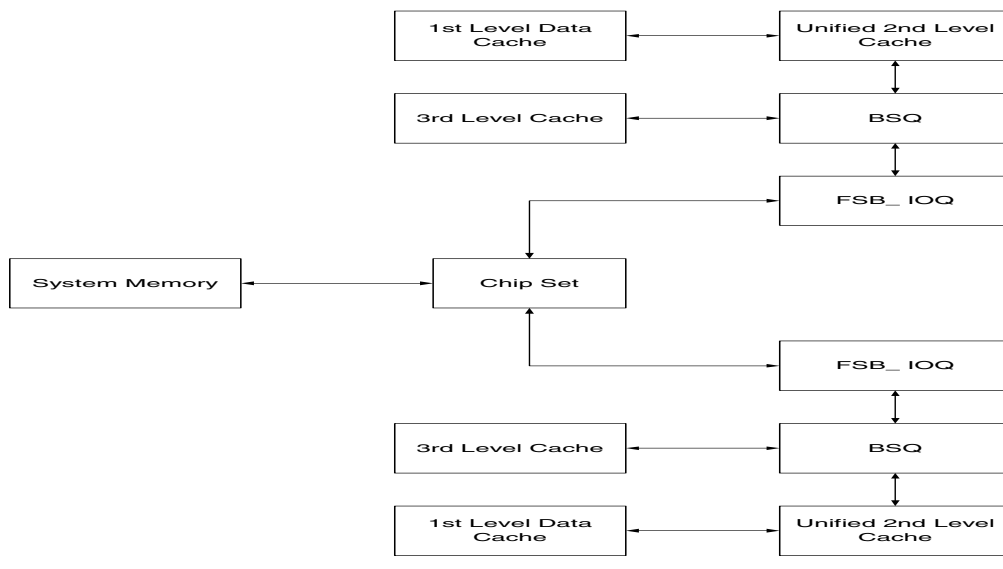 1st Level Data
Cache
Unified 2nd Level
Cache
3rd Level Cache
BSQ
FSB_ IOQ
System Memory
Chip Set
FSB_ IOQ
3rd Level Cache
BSQ
1st Level Data
Cache
Unified 2nd Level
Cache